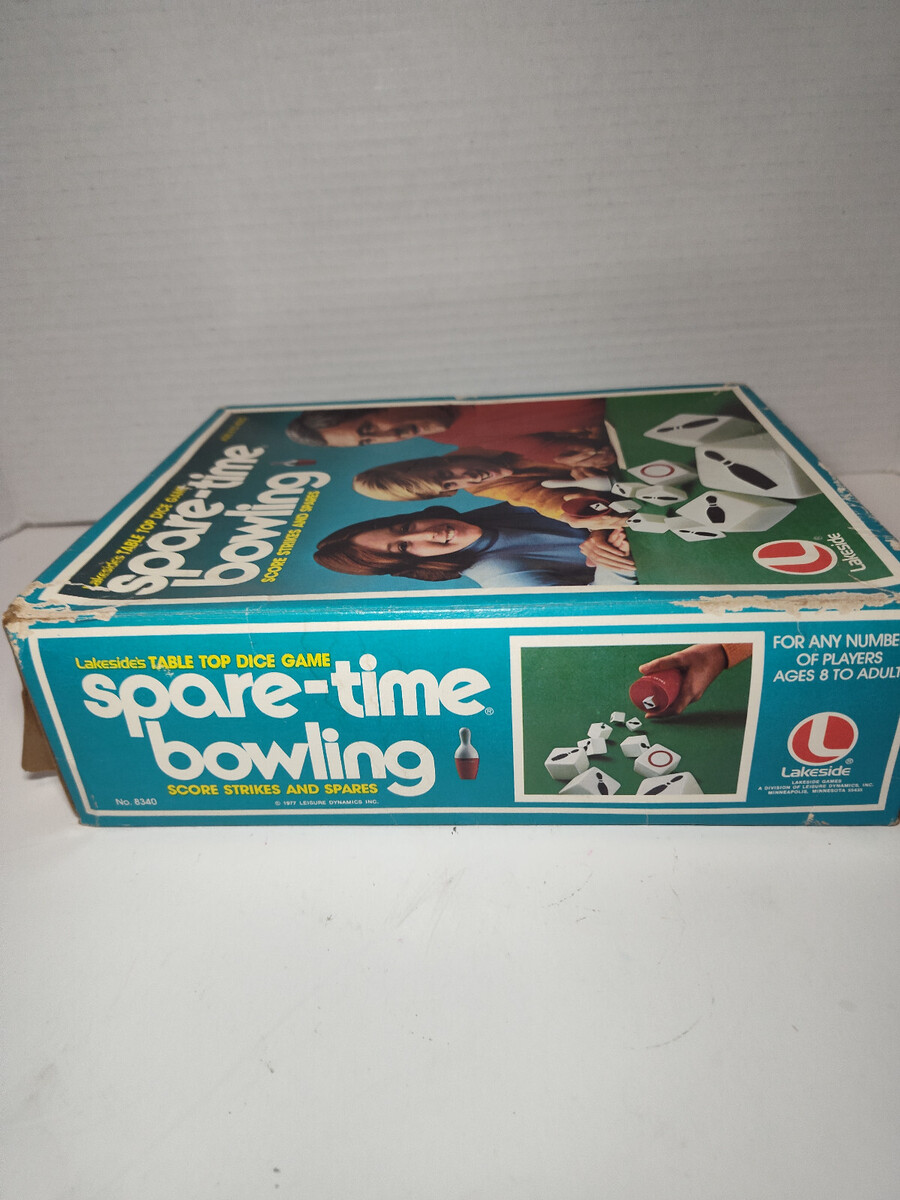 Lakeside's TABLE TOP DICE GAME
spare-time
bowling
SCORE STRIKES AND SPARES
Lakeside
Lakeside's TABLE TOP DICE GAME
spare-time®
bowling
SCORE STRIKES AND SPARES
No. 8340
© 1977 LEISURE DYNAMICS INC.
FOR ANY NUMBE
OF PLAYERS
AGES 8 TO ADULT
L®
Lakeside
LAKESIDE GAMES
A DIVISION OF LEISURE DYNAMICS, INC.
MINNEAPOLIS, MINNESOTA